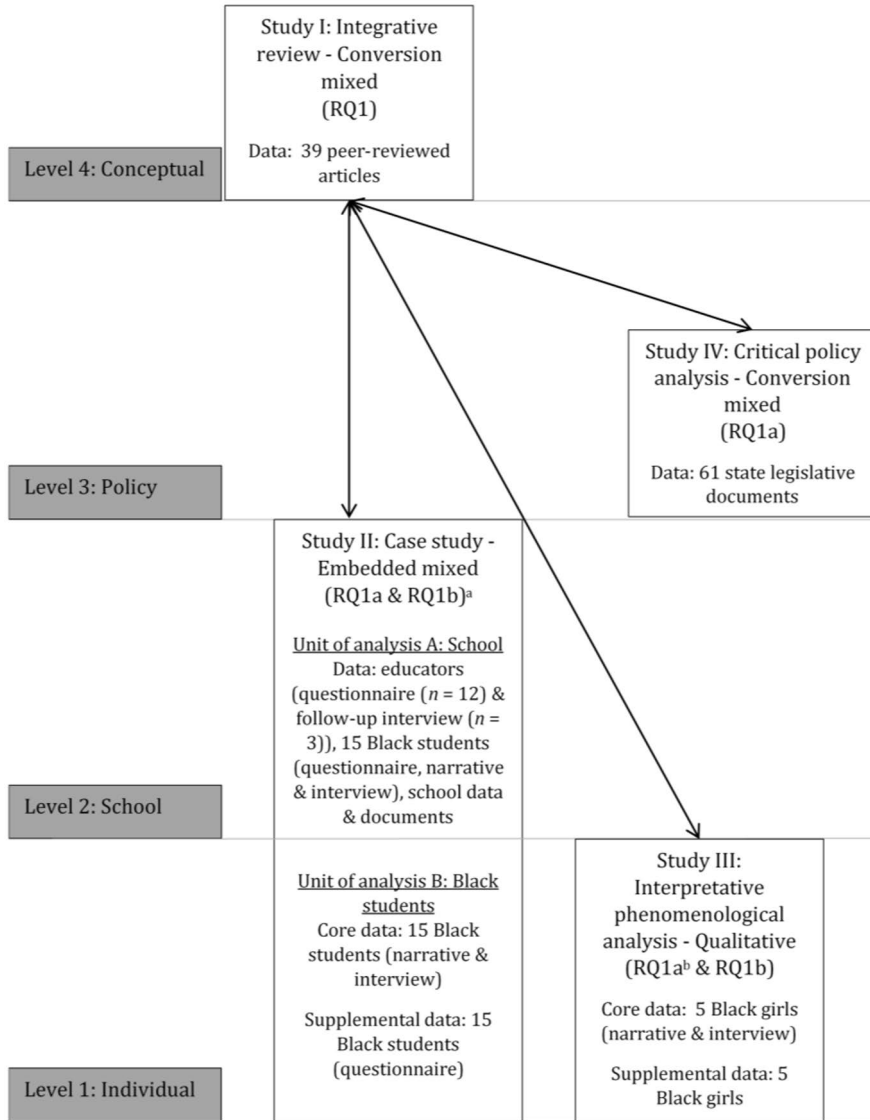 Study I: Integrative
review - Conversion
mixed
(RQ1)
Data: 39 peer-reviewed
articles
Level 4: Conceptual
Study IV: Critical policy
analysis - Conversion
mixed
(RQ1a)
Data: 61 state legislative
documents
Level 3: Policy
Study II: Case study -
Embedded mixed
(RQ1a & RQ1b)ᵃ
Unit of analysis A: School
Data: educators
(questionnaire (n = 12) &
follow-up interview (n =
3)), 15 Black students
(questionnaire, narrative
& interview), school data
& documents
Level 2: School
Unit of analysis B: Black
students
Core data: 15 Black
students (narrative &
interview)
Supplemental data: 15
Black students
(questionnaire)
Study III:
Interpretative
phenomenological
analysis - Qualitative
(RQ1aᵇ & RQ1b)
Core data: 5 Black girls
(narrative & interview)
Supplemental data: 5
Black girls
Level 1: Individual